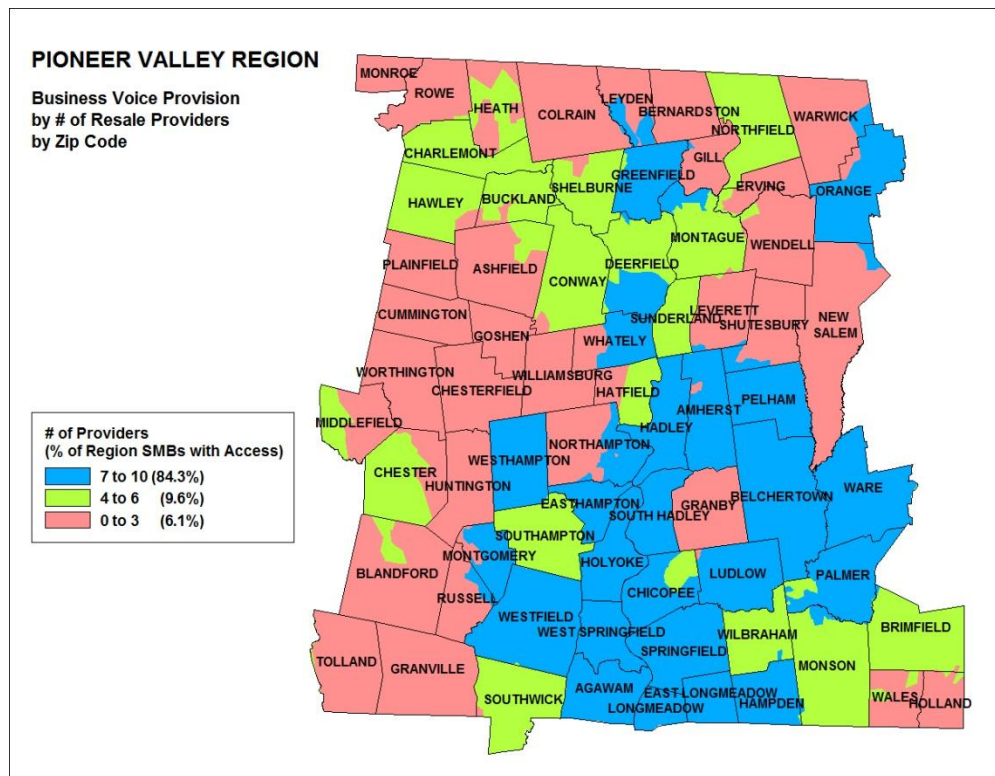 PIONEER VALLEY REGION
Business Voice Provision
by # of Resale Providers
by Zip Code
MONROE
ROWE
HEATH
COLRAIN
LEYDEN
BERNARDSTON
NORTHFIELD
WARWICK
CHARLEMONT
GREENFIELD
GILL
ERVING
ORANGE
HAWLEY
BUCKLAND
SHELBURNE
MONTAGUE
WENDELL
PLAINFIELD
ASHFIELD
CONWAY
DEERFIELD
CUMMINGTON
GOSHEN
WHATELY
SUNDERLAND
LEVERETT
SHUTESBURY
NEW
SALEM
WORTHINGTON
CHESTERFIELD
WILLIAMSBURG
HATFIELD
MIDDLEFIELD
HADLEY
AMHERST
PELHAM
CHESTER
HUNTINGTON
WESTHAMPTON
NORTHAMPTON
EASTHAMPTON
SOUTH HADLEY
GRANBY
BELCHERTOWN
WARE
BLANDFORD
MONTGOMERY
SOUTHAMPTON
HOLYOKE
CHICOPEE
LUDLOW
PALMER
RUSSELL
WESTFIELD
WEST SPRINGFIELD
SPRINGFIELD
WILBRAHAM
MONSON
BRIMFIELD
TOLLAND
GRANVILLE
SOUTHWICK
AGAWAM
LONGMEADOW
EAST LONGMEADOW
HAMPDEN
WALES
HOLLAND
# of Providers
(% of Region SMBs with Access)
7 to 10 (84.3%)
4 to 6 (9.6%)
0 to 3 (6.1%)